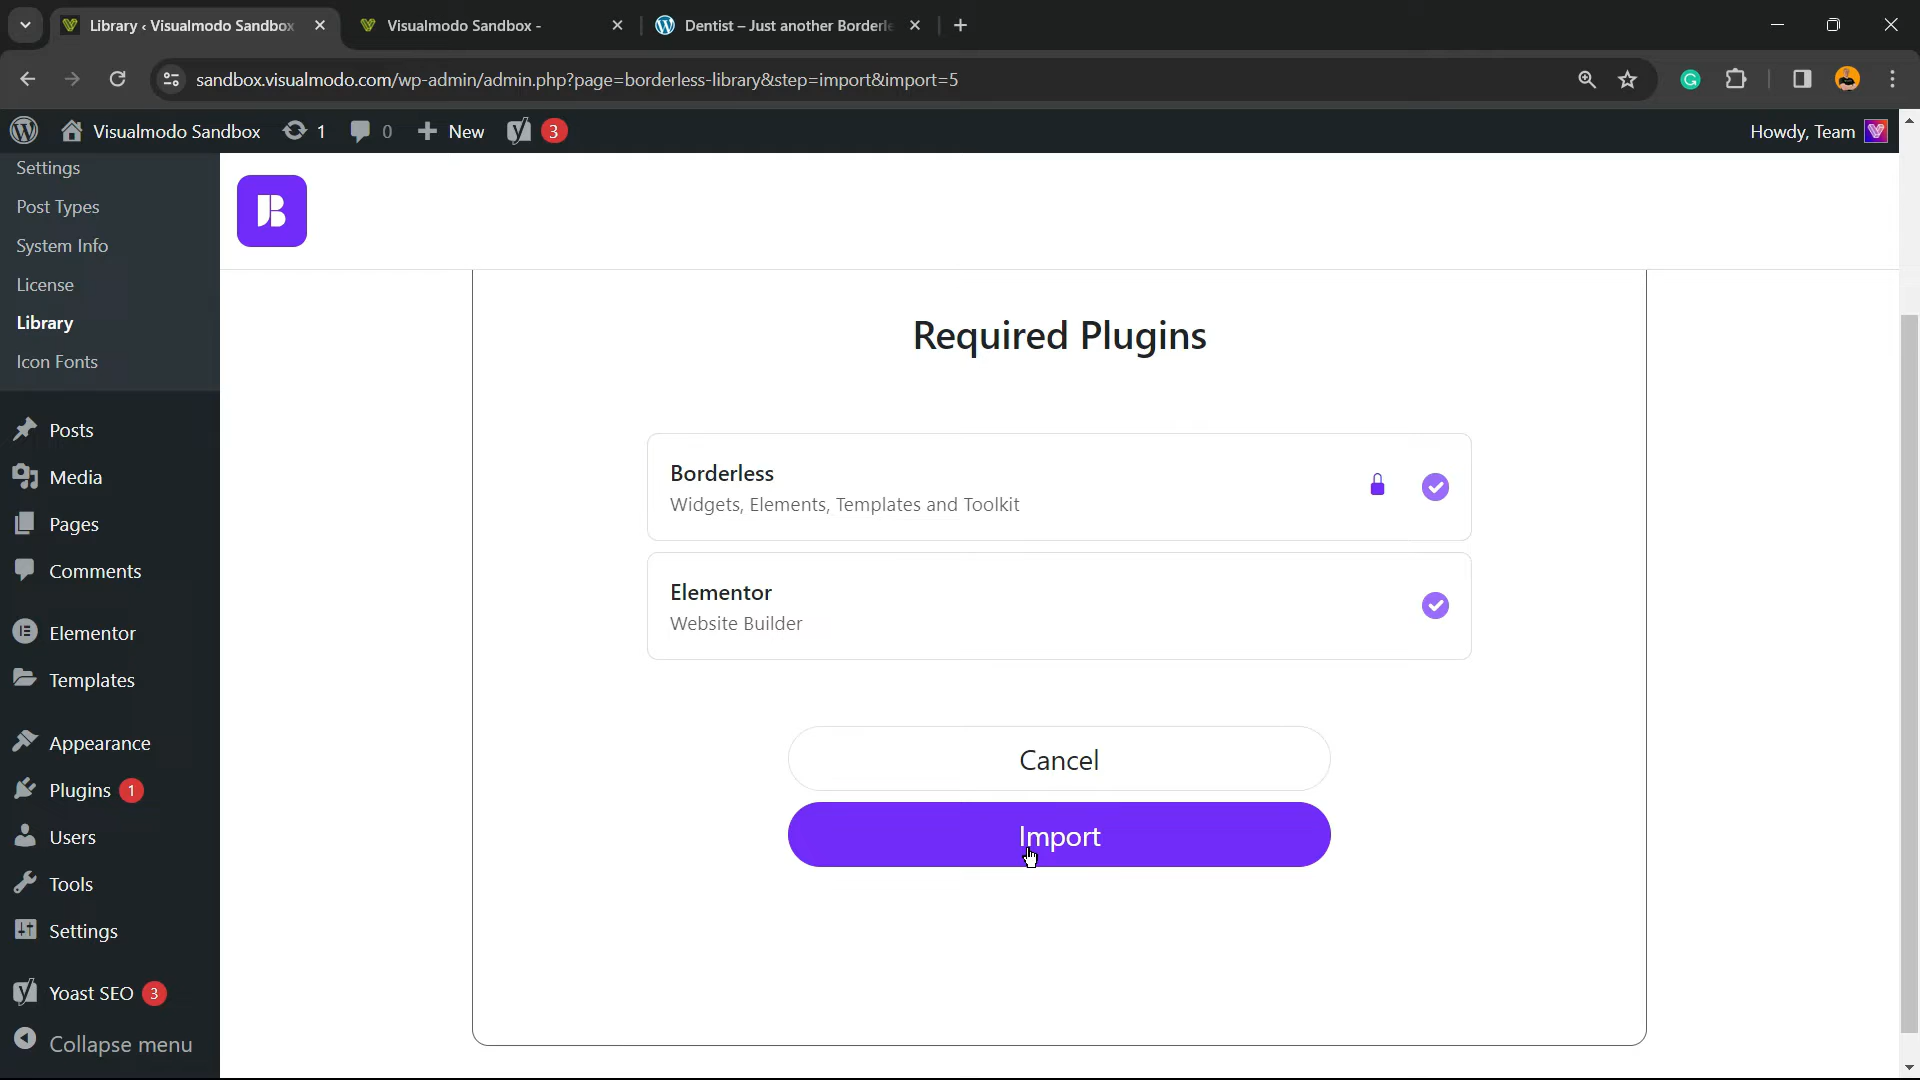 Library ‹ Visualmodo Sandbox
Visualmodo Sandbox -
Dentist – Just another Borderle
sandbox.visualmodo.com/wp-admin/admin.php?page=borderless-library&step=import&import=5
Visualmodo Sandbox
1
0
New
3
Howdy, Team
Settings
Post Types
System Info
License
Library
Icon Fonts
Posts
Media
Pages
Comments
Elementor
Templates
Appearance
Plugins 1
Users
Tools
Settings
Yoast SEO 3
Collapse menu
Required Plugins
Borderless
Widgets, Elements, Templates and Toolkit
Elementor
Website Builder
Cancel
Import